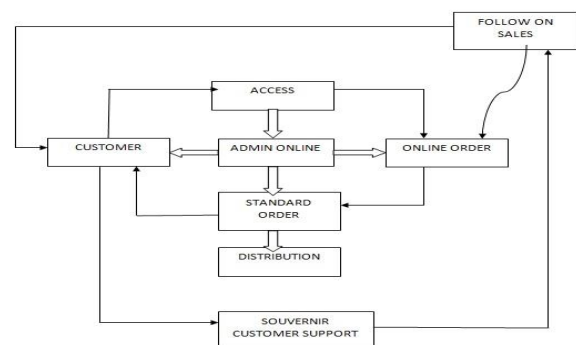 FOLLOW ON
SALES
ACCESS
CUSTOMER
ADMIN ONLINE
ONLINE ORDER
STANDARD
ORDER
DISTRIBUTION
SOUVERNIR
CUSTOMER SUPPORT